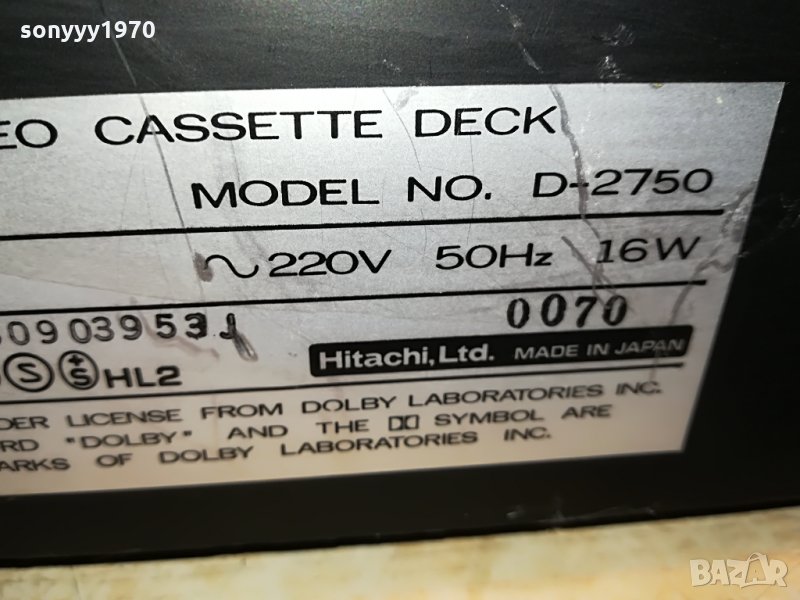 sonyyy1970
EO CASSETTE DECK
MODEL NO. D-2750
~220V 50Hz 16W
0903953J
0070
S S HL2
Hitachi, Ltd. MADE IN JAPAN
DER LICENSE FROM DOLBY LABORATORIES INC.
RD "DOLBY" AND THE SYMBOL ARE
ARKS OF DOLBY LABORATORIES INC.
BAZAR